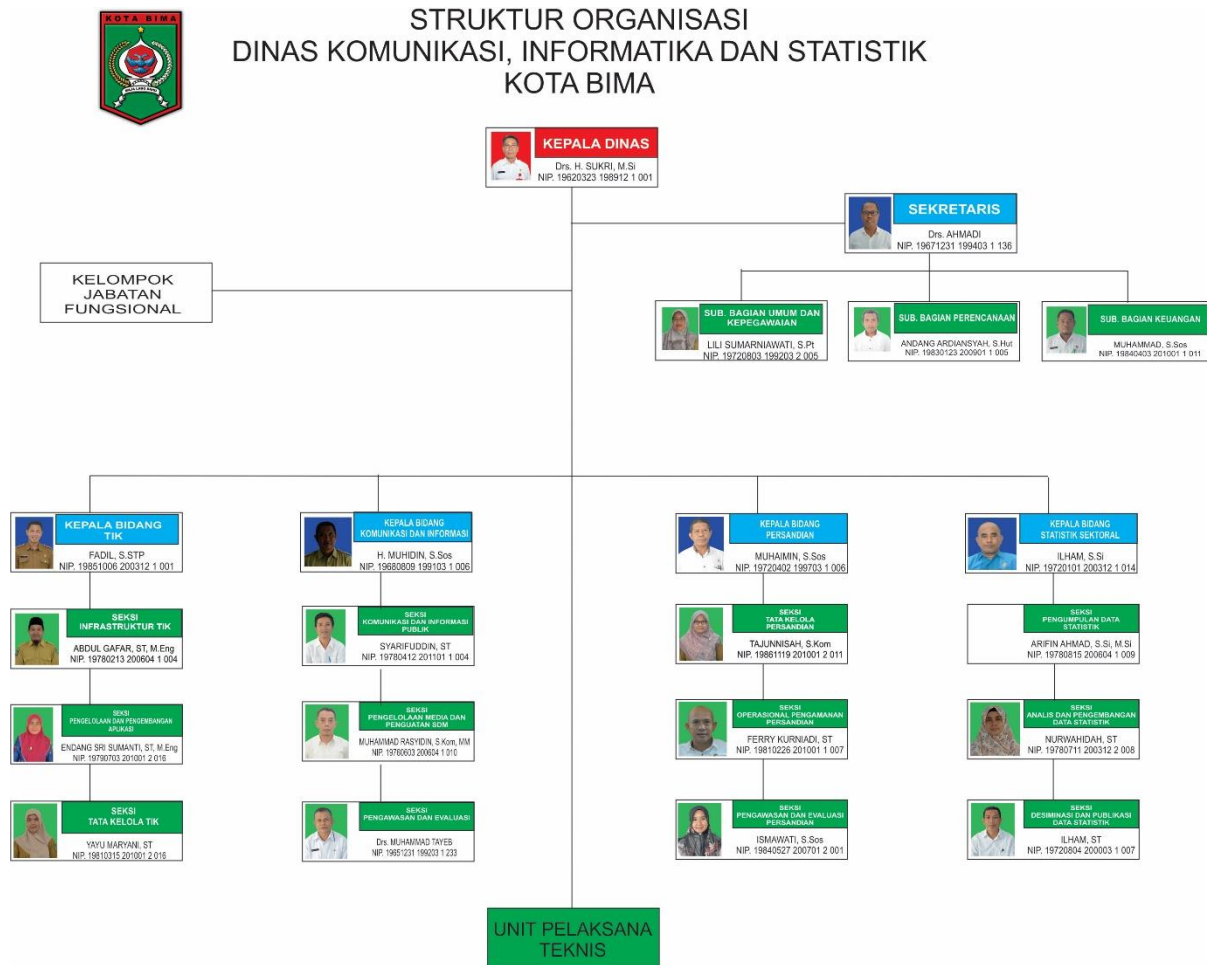 KOTA BIMA
MAJA LABO DAHU
STRUKTUR ORGANISASI
DINAS KOMUNIKASI, INFORMATIKA DAN STATISTIK
KOTA BIMA
KEPALA DINAS
Drs. H. SUKRI, M.Si
NIP. 19620323 198912 1 001
SEKRETARIS
Drs. AHMADI
NIP. 19671231 199403 1 136
KELOMPOK
JABATAN
FUNGSIONAL
SUB. BAGIAN UMUM DAN
KEPEGAWAIAN
LILI SUMARNIAWATI, S.Pt
NIP. 19720803 199203 2 005
SUB. BAGIAN PERENCANAAN
ANDANG ARDIANSYAH, S.Hut
NIP. 19830123 200901 1 005
SUB. BAGIAN KEUANGAN
MUHAMMAD, S.Sos
NIP. 19840403 201001 1 011
KEPALA BIDANG
TIK
FADIL, S.STP
NIP. 19851006 200312 1 001
KEPALA BIDANG
KOMUNIKASI DAN INFORMASI
H. MUHIDIN, S.Sos
NIP. 19680809 199103 1 006
KEPALA BIDANG
PERSANDIAN
MUHAIMIN, S.Sos
NIP. 19720402 199703 1 006
KEPALA BIDANG
STATISTIK SEKTORAL
ILHAM, S.Si
NIP. 19720101 200312 1 014
SEKSI
INFRASTRUKTUR TIK
ABDUL GAFAR, ST, M.Eng
NIP. 19780213 200604 1 004
SEKSI
KOMUNIKASI DAN INFORMASI
PUBLIK
SYARIFUDDIN, ST
NIP. 19780412 201101 1 004
SEKSI
TATA KELOLA
PERSANDIAN
TAJUNNISAH, S.Kom
NIP. 19861119 201001 2 011
SEKSI
PENGUMPULAN DATA
STATISTIK
ARIFIN AHMAD, S.Si, M.Si
NIP. 19780815 200604 1 009
SEKSI
PENGELOLAAN DAN PENGEMBANGAN
APLIKASI
ENDANG SRI SUMANTI, ST, M.Eng
NIP. 19790703 201001 2 016
SEKSI
PENGELOLAAN MEDIA DAN
PENGUATAN SDM
MUHAMMAD RASYIDIN, S.Kom, MM
NIP. 19760603 200604 1 010
SEKSI
OPERASIONAL PENGAMANAN
PERSANDIAN
FERRY KURNIADI, ST
NIP. 19810226 201001 1 007
SEKSI
ANALIS DAN PENGEMBANGAN
DATA STATISTIK
NURWAHIDAH, ST
NIP. 19780711 200312 2 008
SEKSI
TATA KELOLA TIK
YAYU MARYANI, ST
NIP. 19810315 201001 2 016
SEKSI
PENGAWASAN DAN EVALUASI
Drs. MUHAMMAD TAYEB
NIP. 19651231 199203 1 233
SEKSI
PENGAWASAN DAN EVALUASI
PERSANDIAN
ISMAWATI, S.Sos
NIP. 19840527 200701 2 001
SEKSI
DESIMINASI DAN PUBLIKASI
DATA STATISTIK
ILHAM, ST
NIP. 19720804 200003 1 007
UNIT PELAKSANA
TEKNIS